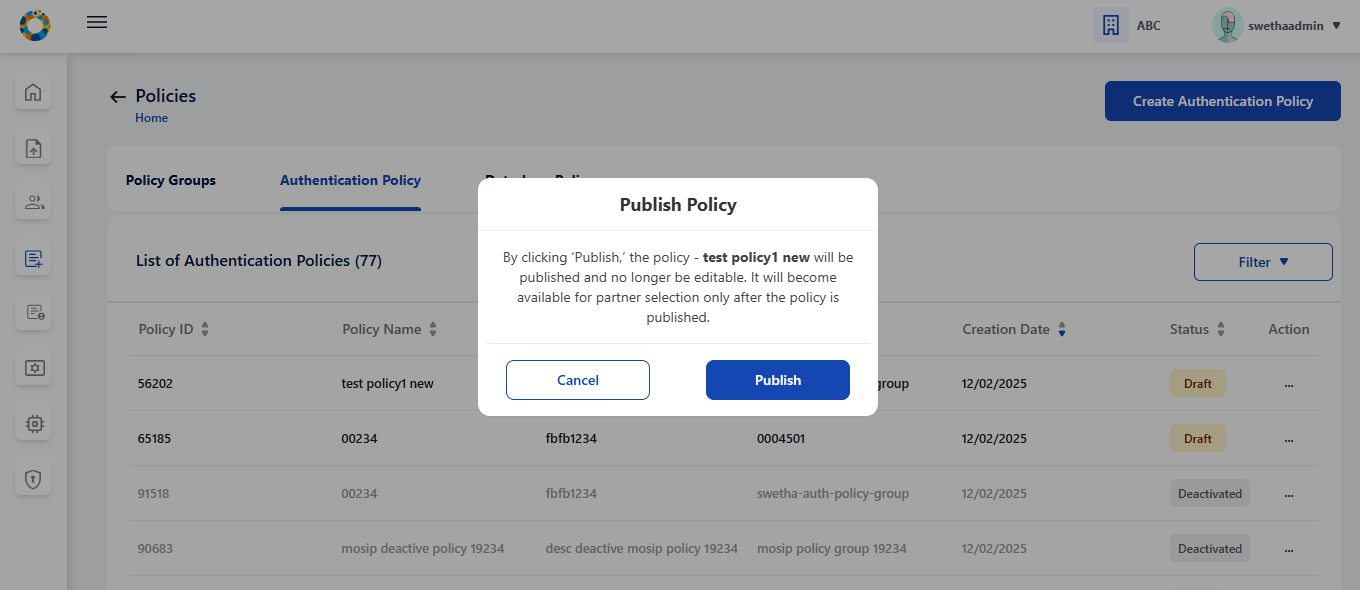 ABC
swethaadmin
Policies
Home
Create Authentication Policy
Policy Groups
Authentication Policy
Publish Policy
By clicking ‘Publish,’ the policy - test policy1 new will be
published and no longer be editable. It will become
available for partner selection only after the policy is
published.
Cancel
Publish
List of Authentication Policies (77)
Filter
Policy ID
Policy Name
Creation Date
Status
Action
56202
test policy1 new
group
12/02/2025
Draft
...
65185
00234
fbfb1234
0004501
12/02/2025
Draft
...
91518
00234
fbfb1234
swetha-auth-policy-group
12/02/2025
Deactivated
...
90683
mosip deactive policy 19234
desc deactive mosip policy 19234
mosip policy group 19234
12/02/2025
Deactivated
...